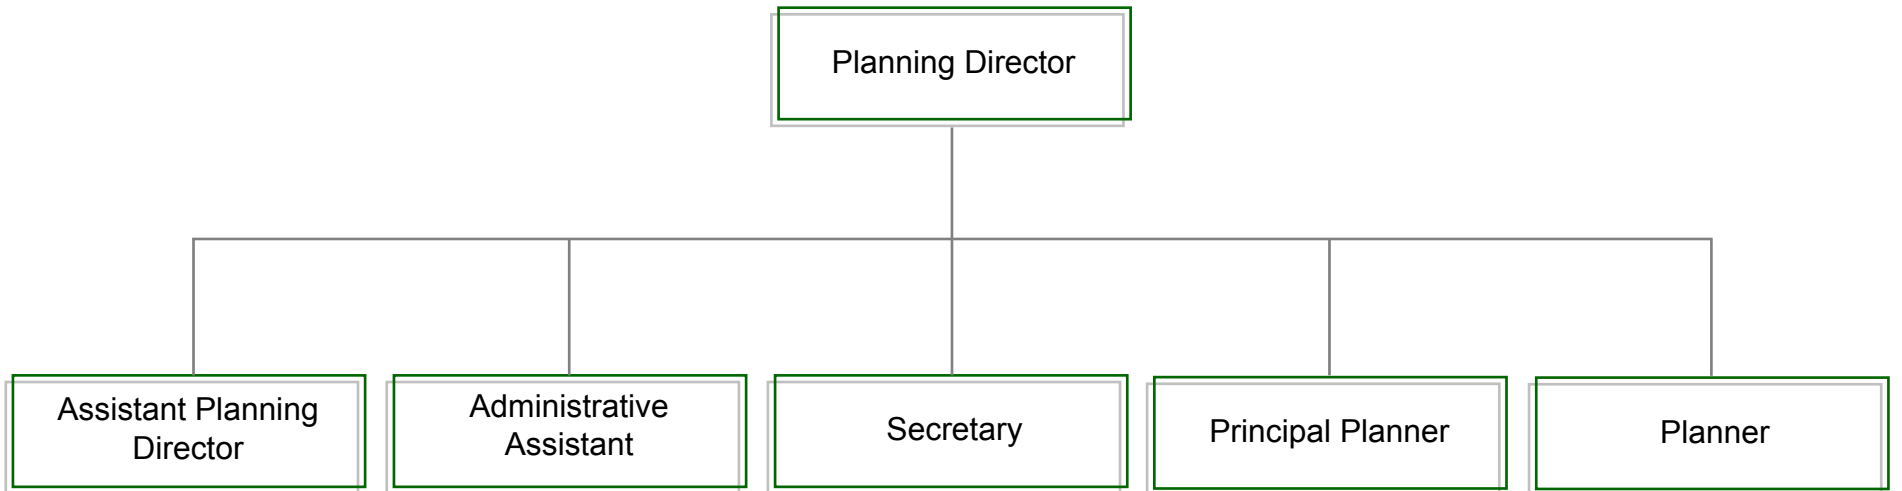 Planning Director
Assistant Planning
Director
Administrative
Assistant
Secretary
Principal Planner
Planner